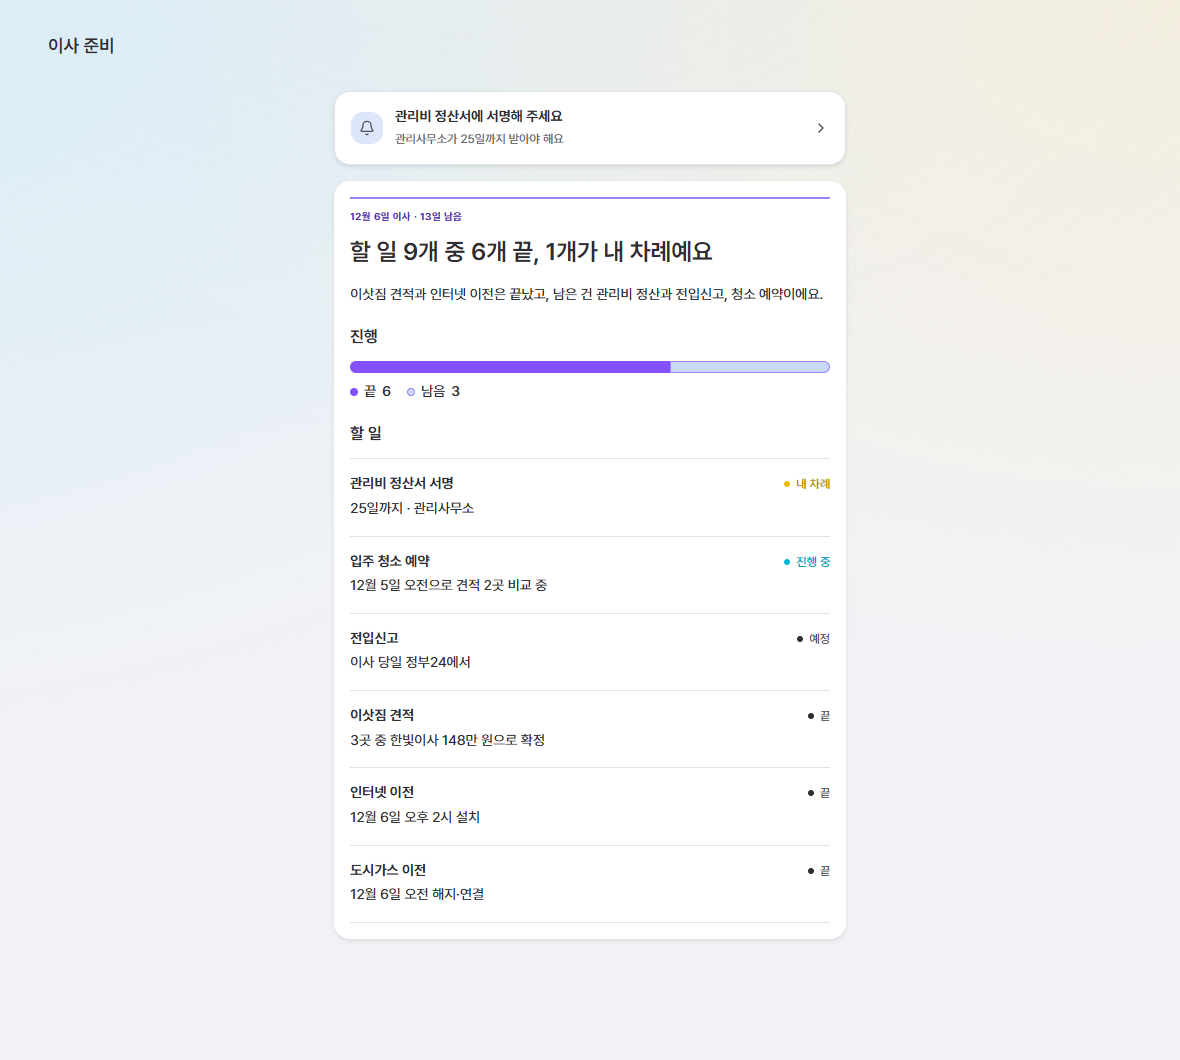 이사 준비
관리비 정산서에 서명해 주세요
관리사무소가 25일까지 받아야 해요
12월 6일 이사 · 13일 남음
할 일 9개 중 6개 끝, 1개가 내 차례예요
이삿짐 견적과 인터넷 이전은 끝났고, 남은 건 관리비 정산과 전입신고, 청소 예약이에요.
진행
끝 6 남음 3
할 일
관리비 정산서 서명 내 차례
25일까지 · 관리사무소
입주 청소 예약 진행 중
12월 5일 오전으로 견적 2곳 비교 중
전입신고 예정
이사 당일 정부24에서
이삿짐 견적 끝
3곳 중 한빛이사 148만 원으로 확정
인터넷 이전 끝
12월 6일 오후 2시 설치
도시가스 이전 끝
12월 6일 오전 해지·연결